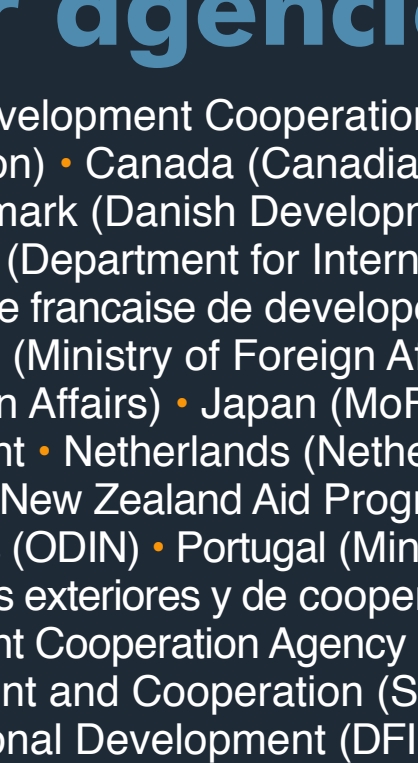 r agenci
velopment Cooperation
on) • Canada (Canadia
mark (Danish Developm
(Department for Intern
e francaise de develope
(Ministry of Foreign Af
n Affairs) • Japan (MoF
nt • Netherlands (Nethe
New Zealand Aid Progr
(ODIN) • Portugal (Min
s exteriores y de cooper
nt Cooperation Agency
nt and Cooperation (S
onal Development (DFI